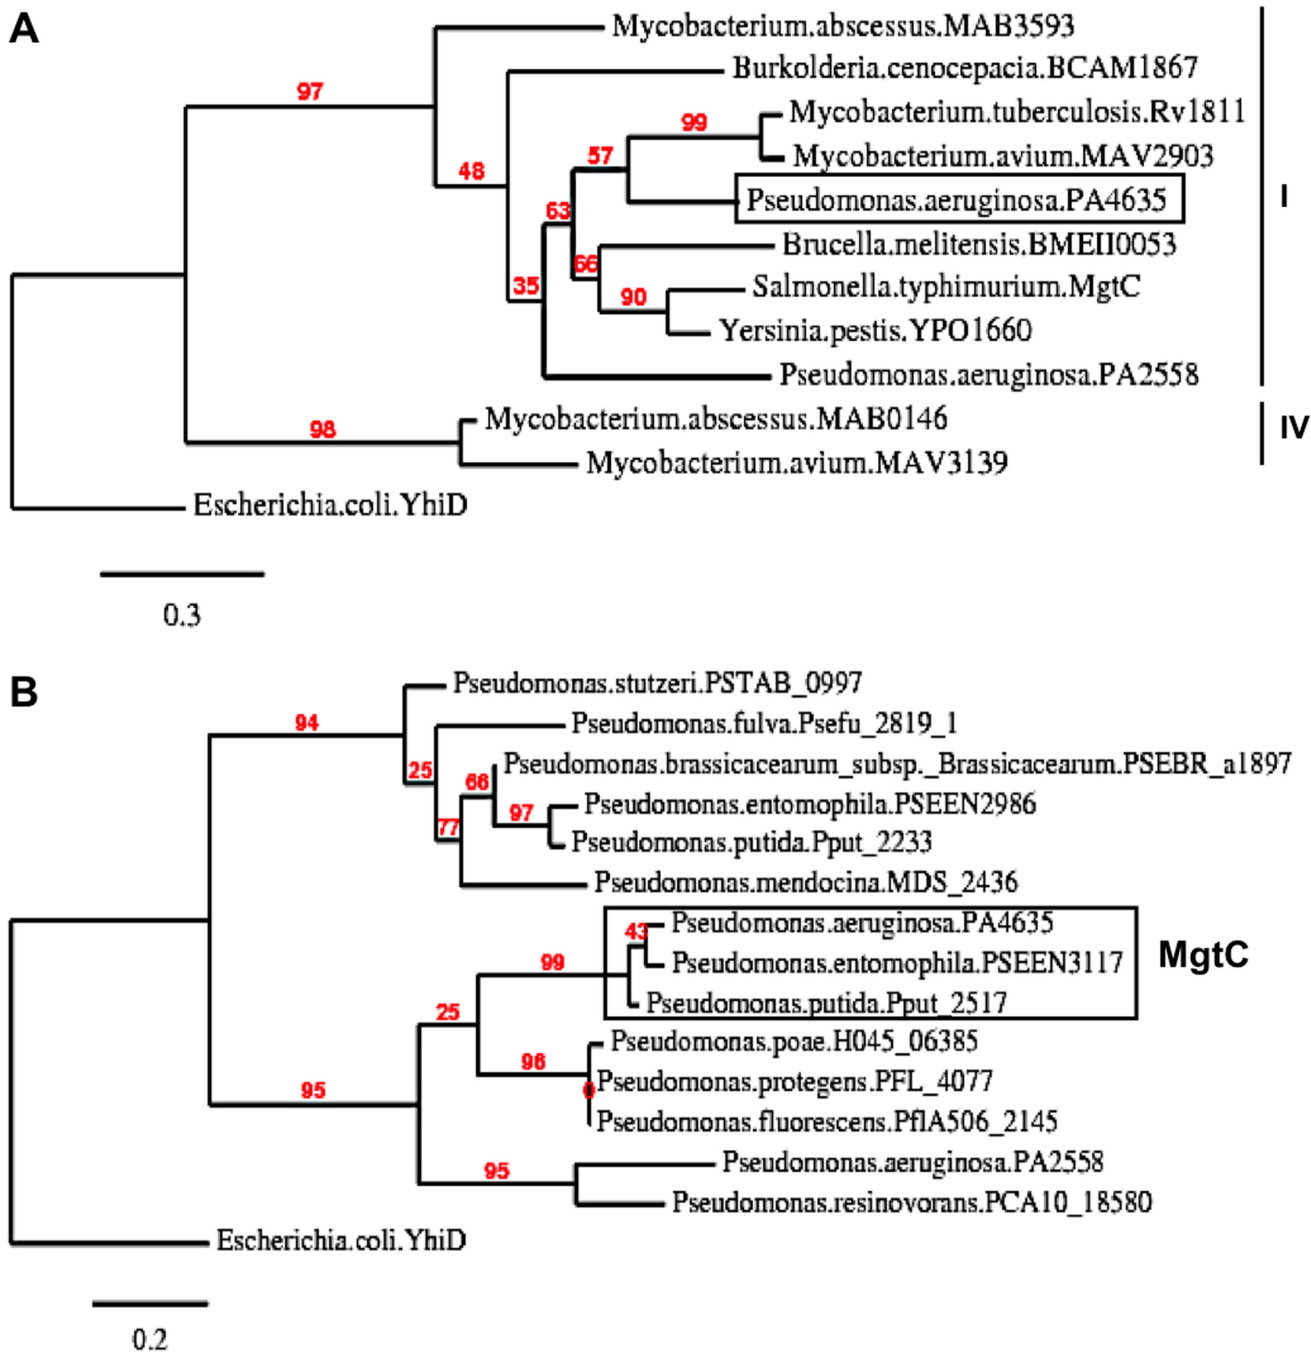 A
Mycobacterium.abscessus.MAB3593
Burkolderia.cenocepacia.BCAM1867
97
Mycobacterium.tuberculosis.Rv1811
99
Mycobacterium.avium.MAV2903
57
48
Pseudomonas.aeruginosa.PA4635
I
63
Brucella.melitensis.BMEII0053
66
35
Salmonella.typhimurium.MgtC
90
Yersinia.pestis.YPO1660
Pseudomonas.aeruginosa.PA2558
Mycobacterium.abscessus.MAB0146
98
IV
Mycobacterium.avium.MAV3139
Escherichia.coli.YhiD
0.3
B
Pseudomonas.stutzeri.PSTAB_0997
94
Pseudomonas.fulva.Psefu_2819_1
25
Pseudomonas.brassicacearum_subsp._Brassicacearum.PSEBR_a1897
66
Pseudomonas.entomophila.PSEEN2986
97
77
Pseudomonas.putida.Pput_2233
Pseudomonas.mendocina.MDS_2436
Pseudomonas.aeruginosa.PA4635
43
MgtC
99
Pseudomonas.entomophila.PSEEN3117
Pseudomonas.putida.Pput_2517
25
Pseudomonas.poae.H045_06385
96
Pseudomonas.protegens.PFL_4077
0
95
Pseudomonas.fluorescens.PflA506_2145
Pseudomonas.aeruginosa.PA2558
95
Pseudomonas.resinovorans.PCA10_18580
Escherichia.coli.YhiD
0.2